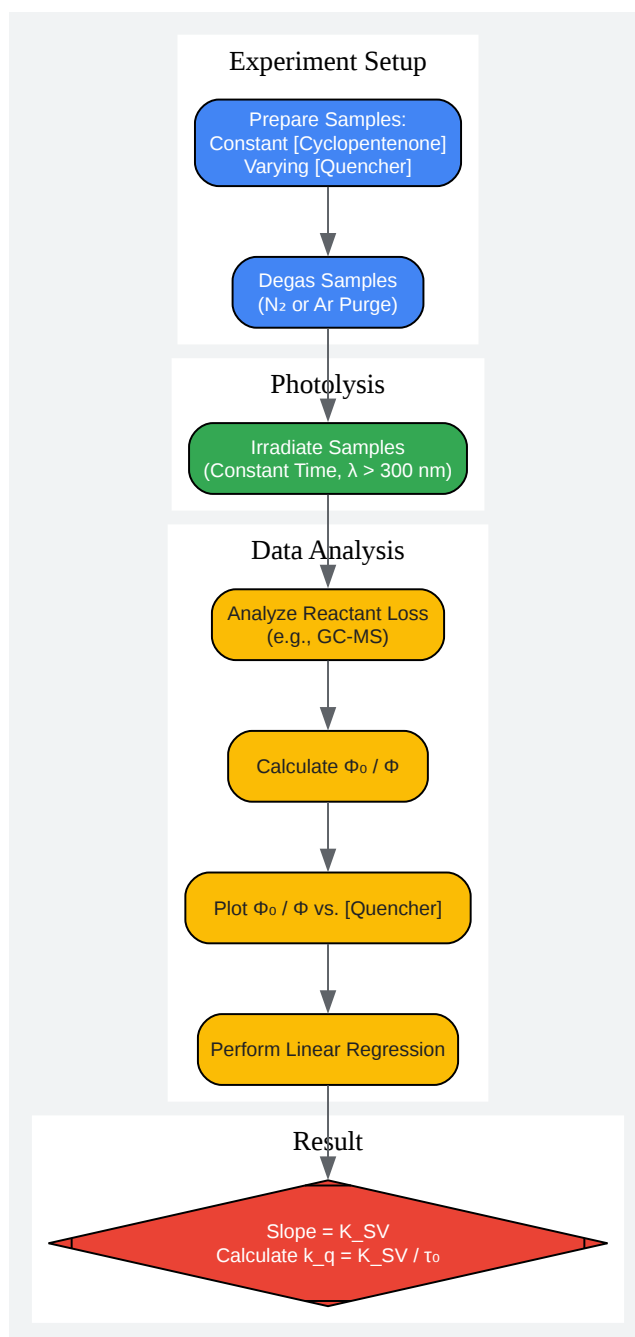 Experiment Setup
Prepare Samples:
Constant [Cyclopentenone]
Varying [Quencher]
Degas Samples
(N₂ or Ar Purge)
Photolysis
Irradiate Samples
(Constant Time, λ > 300 nm)
Data Analysis
Analyze Reactant Loss
(e.g., GC-MS)
Calculate Φ₀ / Φ
Plot Φ₀ / Φ vs. [Quencher]
Perform Linear Regression
Result
Slope = K_SV
Calculate k_q = K_SV / τ₀